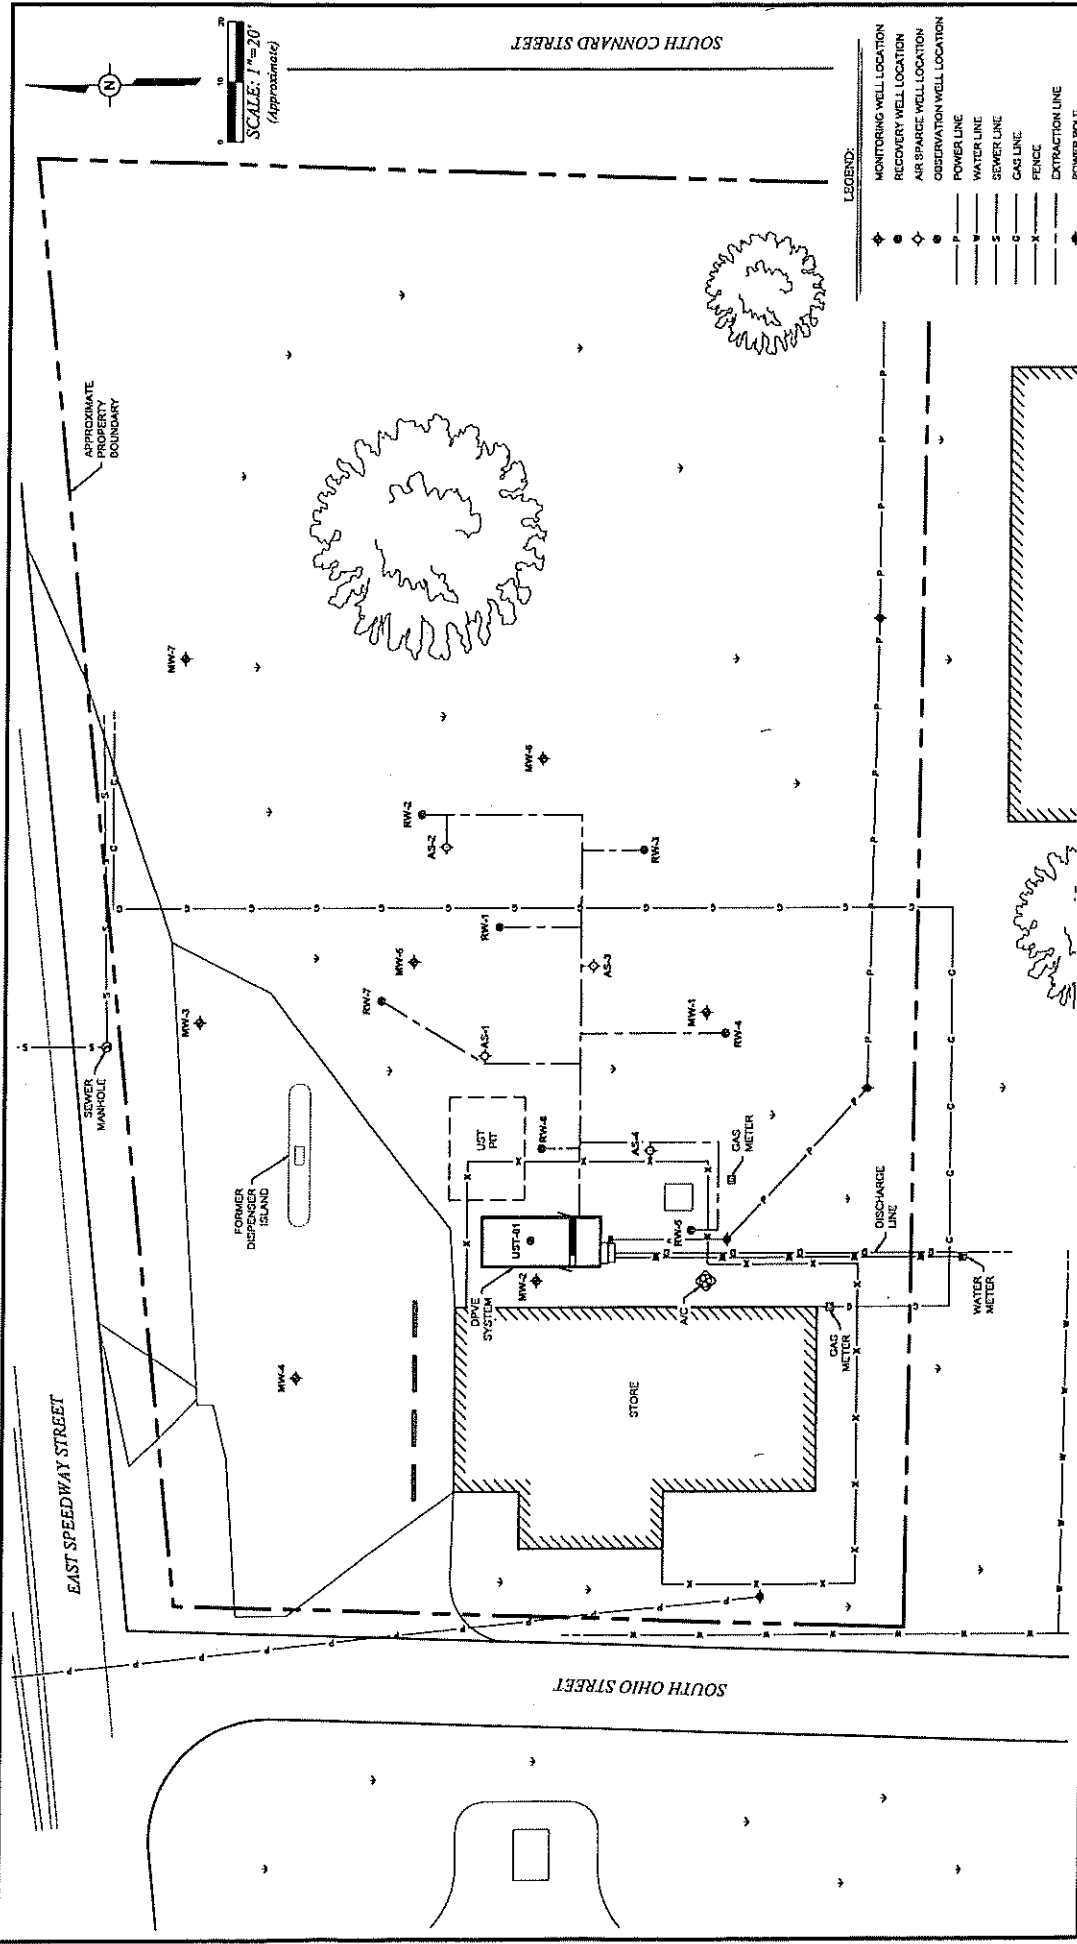 EAST SPEEDWAY STREET
SOUTH OHIO STREET
SOUTH CONNARD STREET
N
0 10 20
SCALE: 1"=20'
(Approximate)
APPROXIMATE
PROPERTY
BOUNDARY
SEWER
MANHOLE
FORMER
DISPENSER
ISLAND
MW-4
MW-3
MW-7
MW-5
MW-6
MW-1
MW-2
RW-7
RW-1
RW-2
RW-3
RW-4
RW-5
RW-6
AS-1
AS-2
AS-3
AS-4
UST
PIT
UST-01
DPVE
SYSTEM
A/C
STORE
GAS
METER
GAS
METER
DISCHARGE
LINE
WATER
METER
LEGEND:
MONITORING WELL LOCATION
RECOVERY WELL LOCATION
AIR SPARGE WELL LOCATION
OBSERVATION WELL LOCATION
P POWER LINE
W WATER LINE
S SEWER LINE
G GAS LINE
X FENCE
EXTRACTION LINE